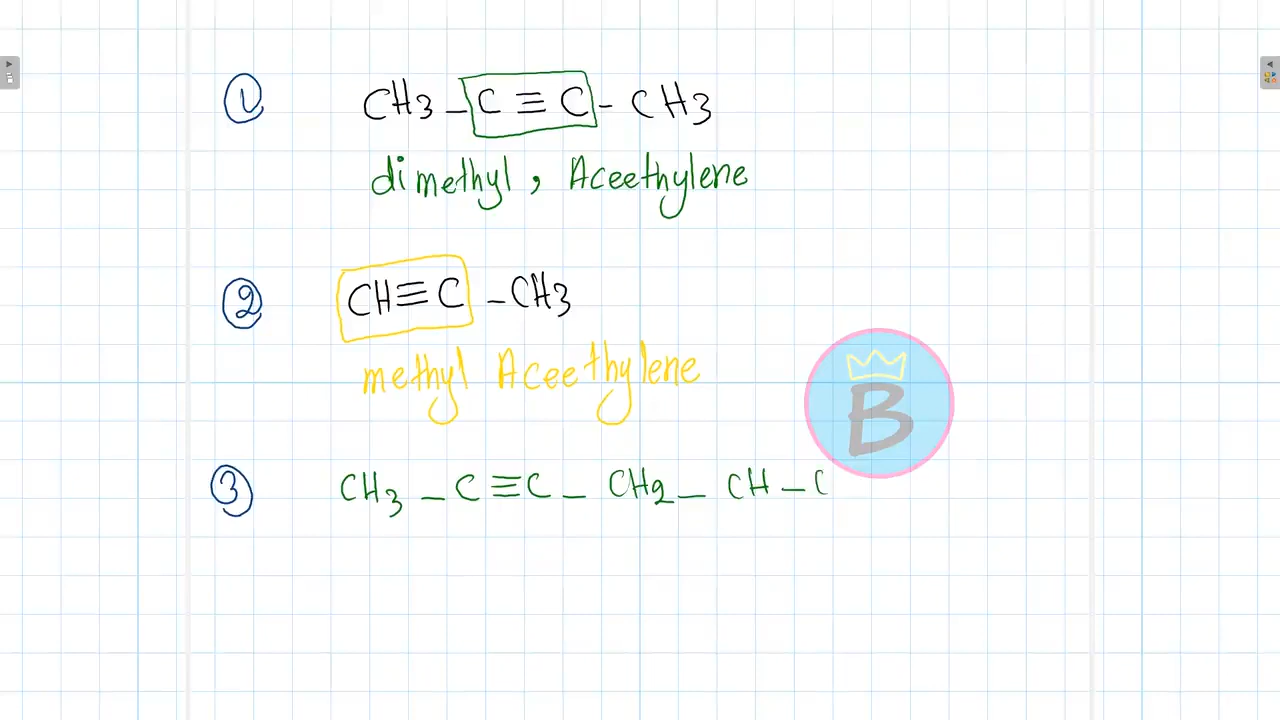 1 CH3 - C ≡ C - CH3
dimethyl , Aceethylene
2 CH ≡ C - CH3
methyl Aceethylene
B
3 CH3 - C ≡ C - CH2 - CH - C